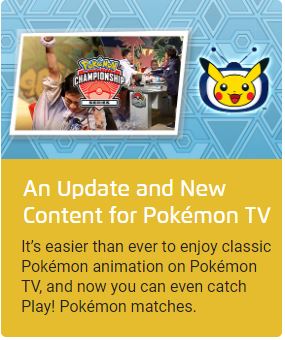 Pokémon
CHAMPIONSHIP
An Update and New
Content for Pokémon TV
It’s easier than ever to enjoy classic
Pokémon animation on Pokémon
TV, and now you can even catch
Play! Pokémon matches.